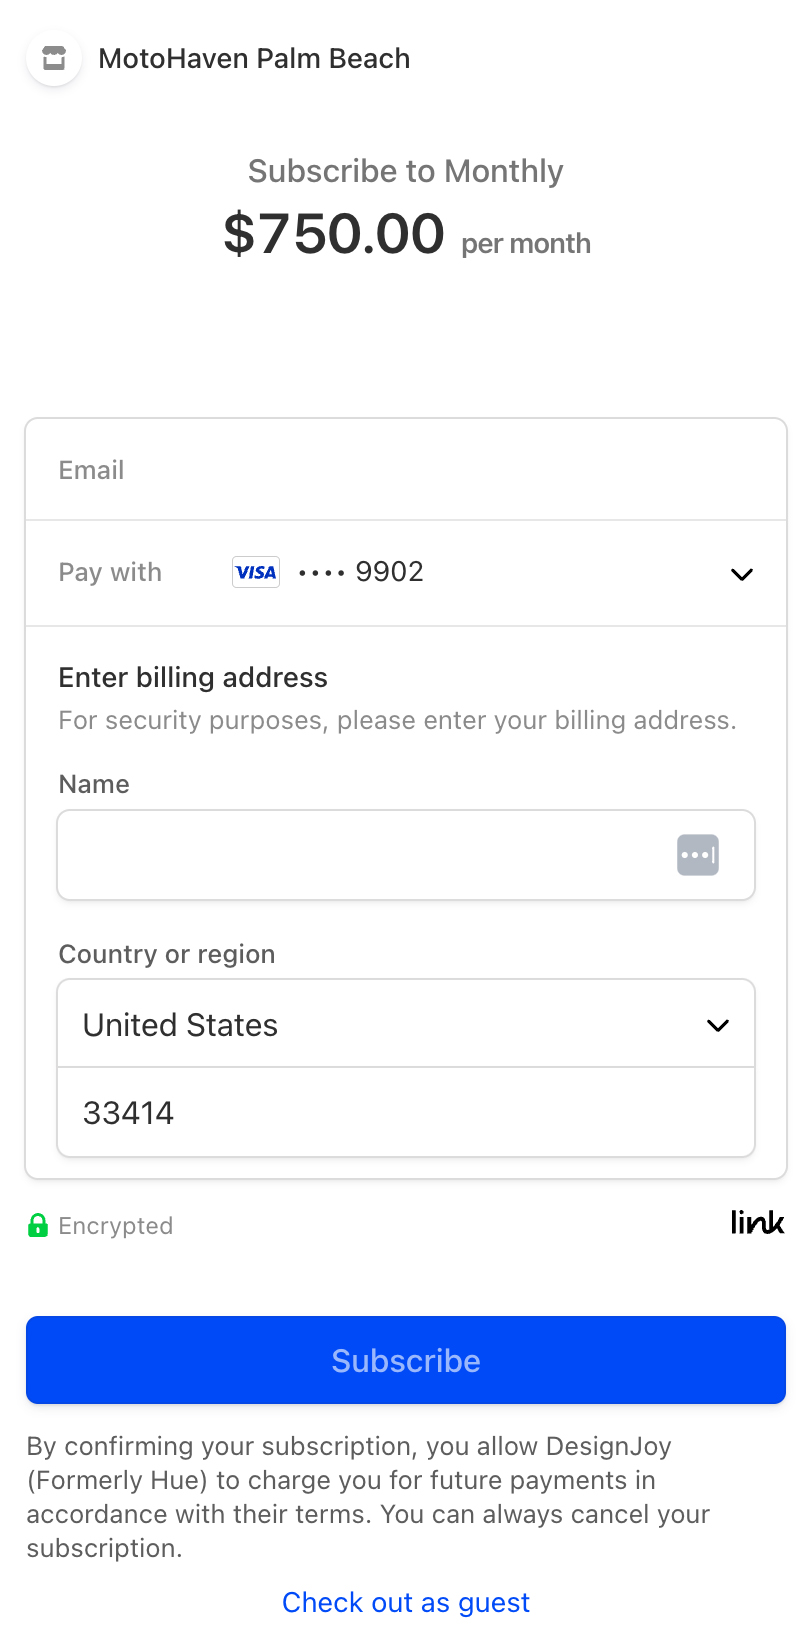 MotoHaven Palm Beach
Subscribe to Monthly
$750.00 per month
Email
Pay with VISA •••• 9902
Enter billing address
For security purposes, please enter your billing address.
Name
Country or region
United States
33414
Encrypted
link
Subscribe
By confirming your subscription, you allow DesignJoy
(Formerly Hue) to charge you for future payments in
accordance with their terms. You can always cancel your
subscription.
Check out as guest